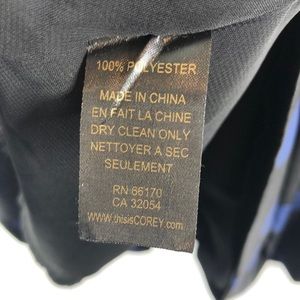 100% POLYESTER
MADE IN CHINA
EN FAIT LA CHINE
DRY CLEAN ONLY
NETTOYER A SEC
SEULEMENT
RN 66170
CA 32054
www.thisisCOREY.com